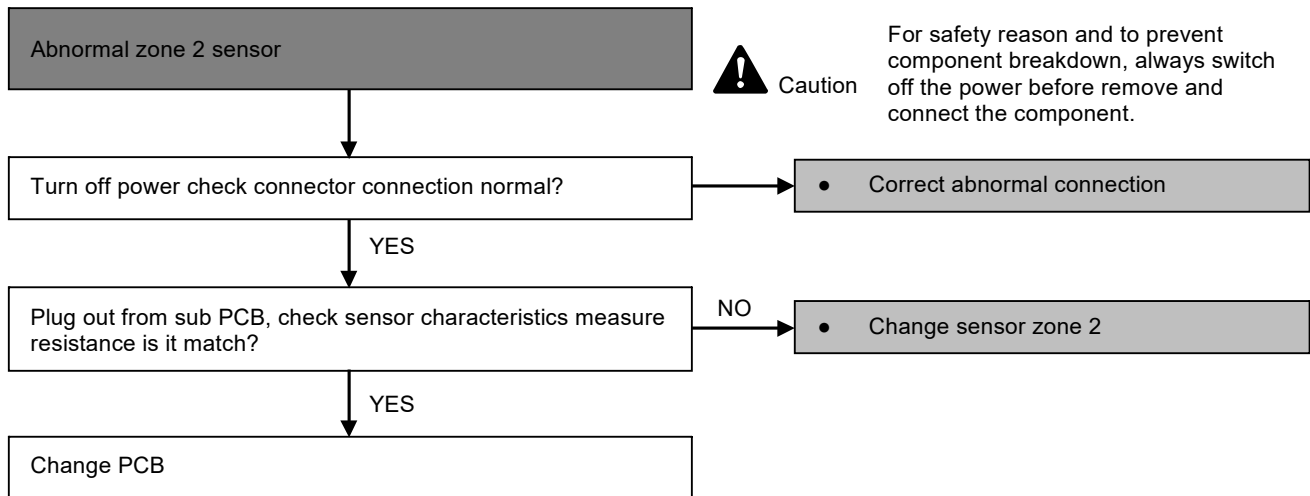 Abnormal zone 2 sensor
Caution
For safety reason and to prevent
component breakdown, always switch
off the power before remove and
connect the component.
Turn off power check connector connection normal?
● Correct abnormal connection
YES
Plug out from sub PCB, check sensor characteristics measure
resistance is it match?
NO
● Change sensor zone 2
YES
Change PCB